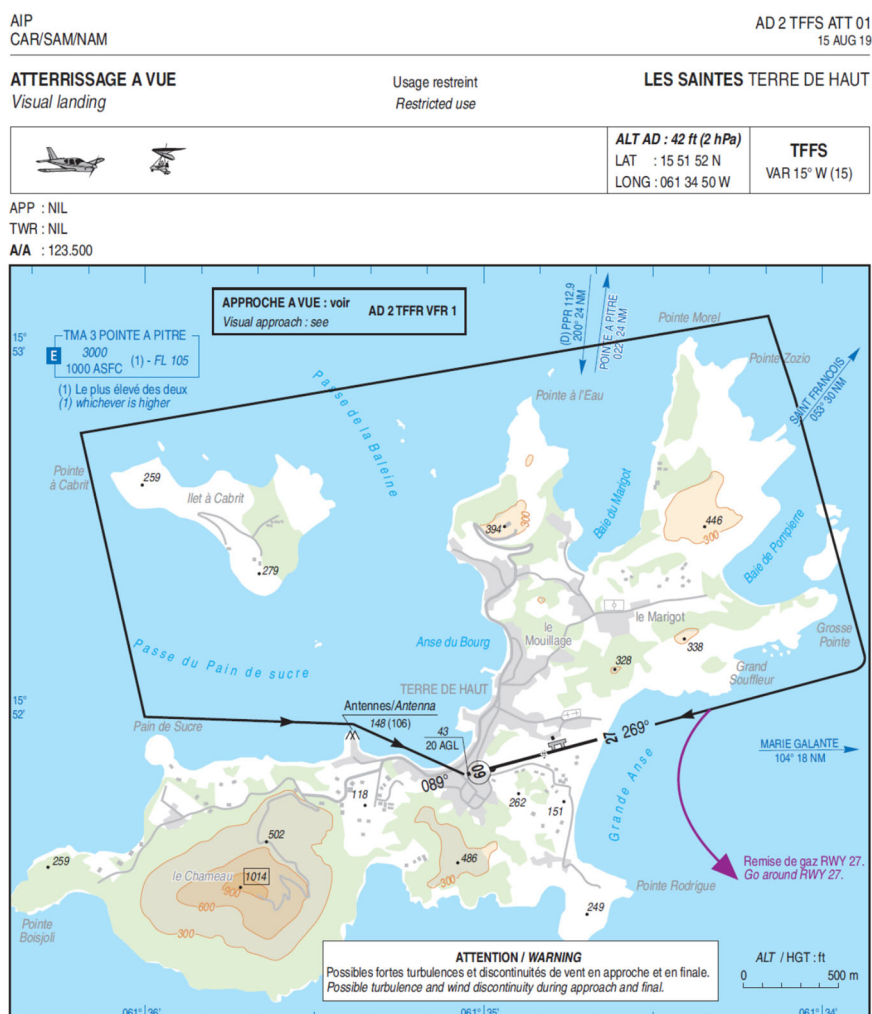 AIP
CAR/SAM/NAM
AD 2 TFFS ATT 01
15 AUG 19
ATTERRISSAGE A VUE
Visual landing
Usage restreint
Restricted use
LES SAINTES TERRE DE HAUT
ALT AD : 42 ft (2 hPa)
LAT : 15 51 52 N
LONG : 061 34 50 W
TFFS
VAR 15° W (15)
APP : NIL
TWR : NIL
A/A : 123.500
APPROCHE A VUE : voir
Visual approach : see
AD 2 TFFR VFR 1
(D) PPR 112.9
200° 24 NM
POINTE A PITRE
022° 24 NM
Pointe Morel
15°
53'
TMA 3 POINTE A PITRE
E
3000
1000 ASFC
(1) - FL 105
(1) Le plus élevé des deux
(1) whichever is higher
Pointe Zozio
SAINT FRANCOIS
053° 30 NM
Passe de la Baleine
Pointe à l'Eau
Pointe
à Cabrit
259
Ilet à Cabrit
279
394
300
Baie du Marigot
446
300
Baie de Pompierre
le
Mouillage
le Marigot
338
328
Grosse
Pointe
Grand
Souffleur
Anse du Bourg
Passe du Pain de sucre
TERRE DE HAUT
15°
52'
Antennes/Antenna
148 (106)
Pain de Sucre
43
20 AGL
27
269°
09
089°
Grande Anse
MARIE GALANTE
104° 18 NM
118
262
151
502
259
le Chameau
1014
900
600
300
486
300
Remise de gaz RWY 27.
Go around RWY 27.
Pointe Rodrigue
249
Pointe
Boisjoli
ATTENTION / WARNING
Possibles fortes turbulences et discontinuités de vent en approche et en finale.
Possible turbulence and wind discontinuity during approach and final.
ALT / HGT : ft
0
500 m
061° 36'
061° 35'
061° 34'